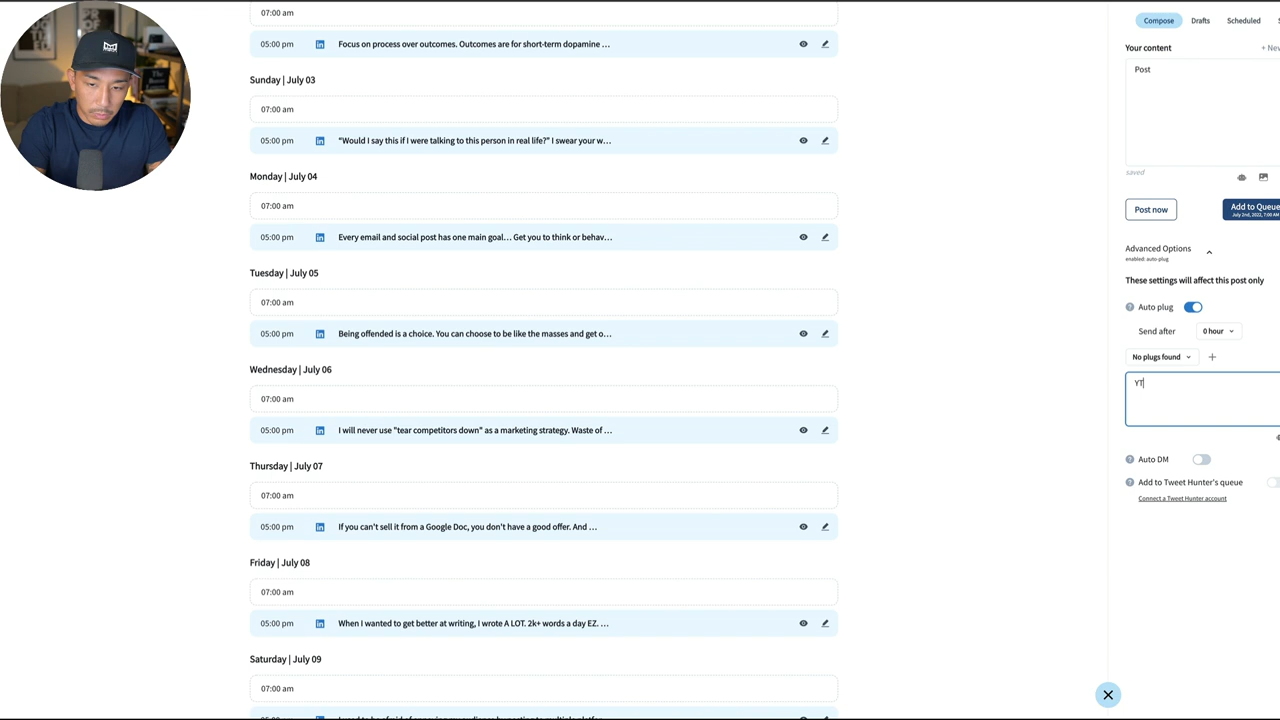 07:00 am
05:00 pm Focus on process over outcomes. Outcomes are for short-term dopamine ...
Sunday | July 03
07:00 am
05:00 pm "Would I say this if I were talking to this person in real life?" I swear your w...
Monday | July 04
07:00 am
05:00 pm Every email and social post has one main goal... Get you to think or behav...
Tuesday | July 05
07:00 am
05:00 pm Being offended is a choice. You can choose to be like the masses and get o...
Wednesday | July 06
07:00 am
05:00 pm I will never use "tear competitors down" as a marketing strategy. Waste of ...
Thursday | July 07
07:00 am
05:00 pm If you can't sell it from a Google Doc, you don't have a good offer. And ...
Friday | July 08
07:00 am
05:00 pm When I wanted to get better at writing, I wrote A LOT. 2k+ words a day EZ. ...
Saturday | July 09
07:00 am
Compose Drafts Scheduled
Your content + New
Post
saved
Post now Add to Queue
July 2nd, 2022, 7:00 AM
Advanced Options
enabled: auto-plug
These settings will affect this post only
Auto plug
Send after 0 hour
No plugs found +
YT
Auto DM
Add to Tweet Hunter's queue
Connect a Tweet Hunter account